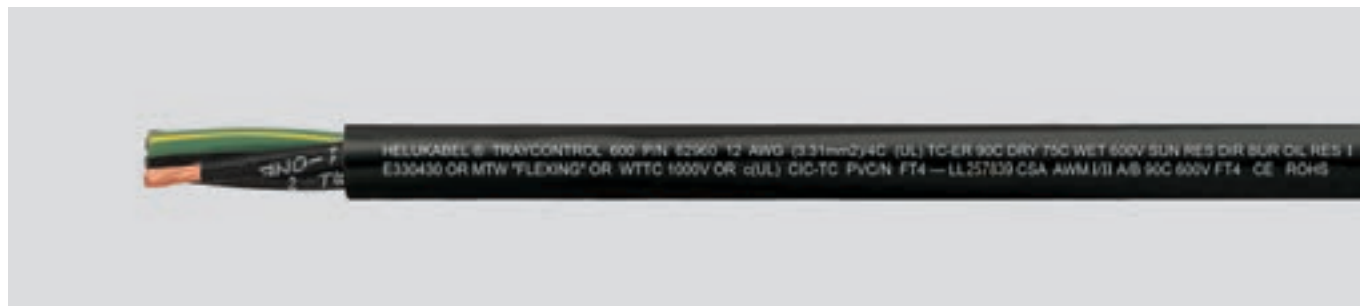 HELUKABEL ® TRAYCONTROL 600 P/N 62960 12 AWG (3.31mm2)/4C (UL) TC-ER 90C DRY 75C WET 600V SUN RES DIR BUR OIL RES I
E330430 OR MTW "FLEXING" OR WTTC 1000V OR c(UL) CIC-TC PVC/N FT4 — LL257839 CSA AWM I/II A/B 90C 600V FT4 CE ROHS